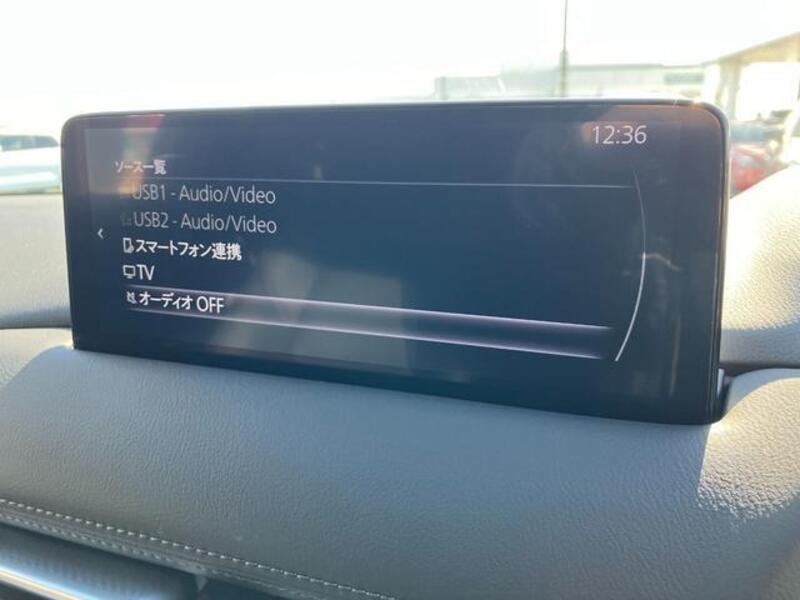 12:36
ソース一覧
USB1 - Audio/Video
USB2 - Audio/Video
スマートフォン連携
TV
オーディオ OFF